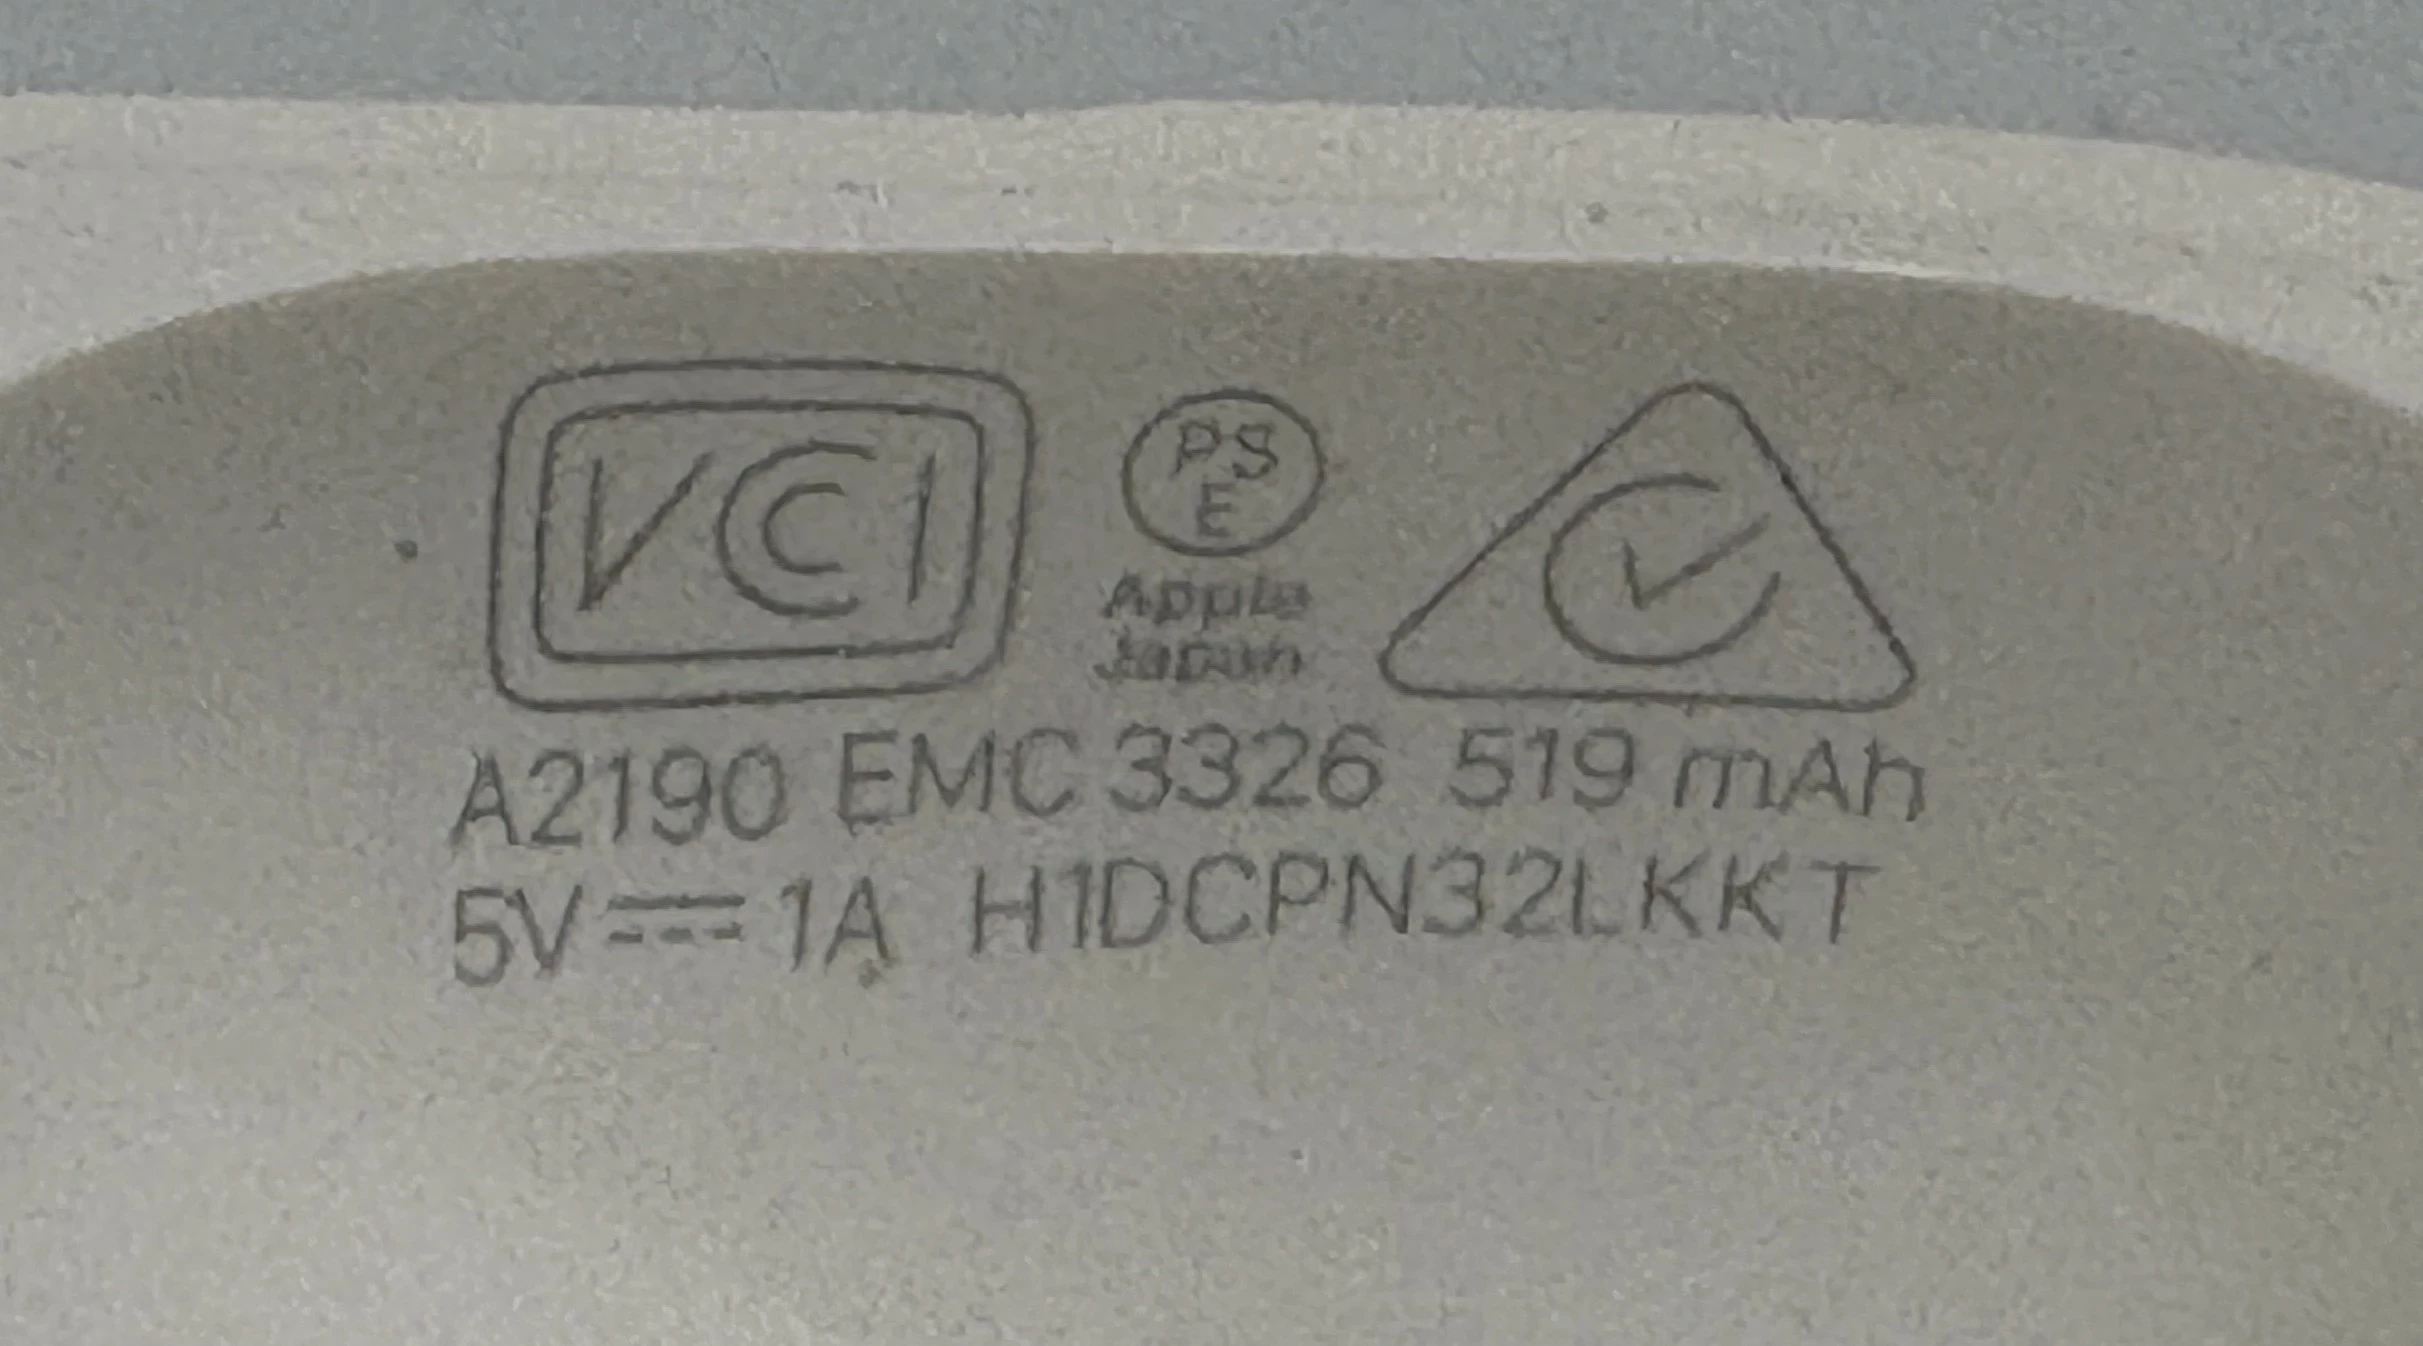 VCI
PS
E
Apple
Japan
A2190 EMC 3326 519 mAh
5V⎓1A H1DCPN32LKKT